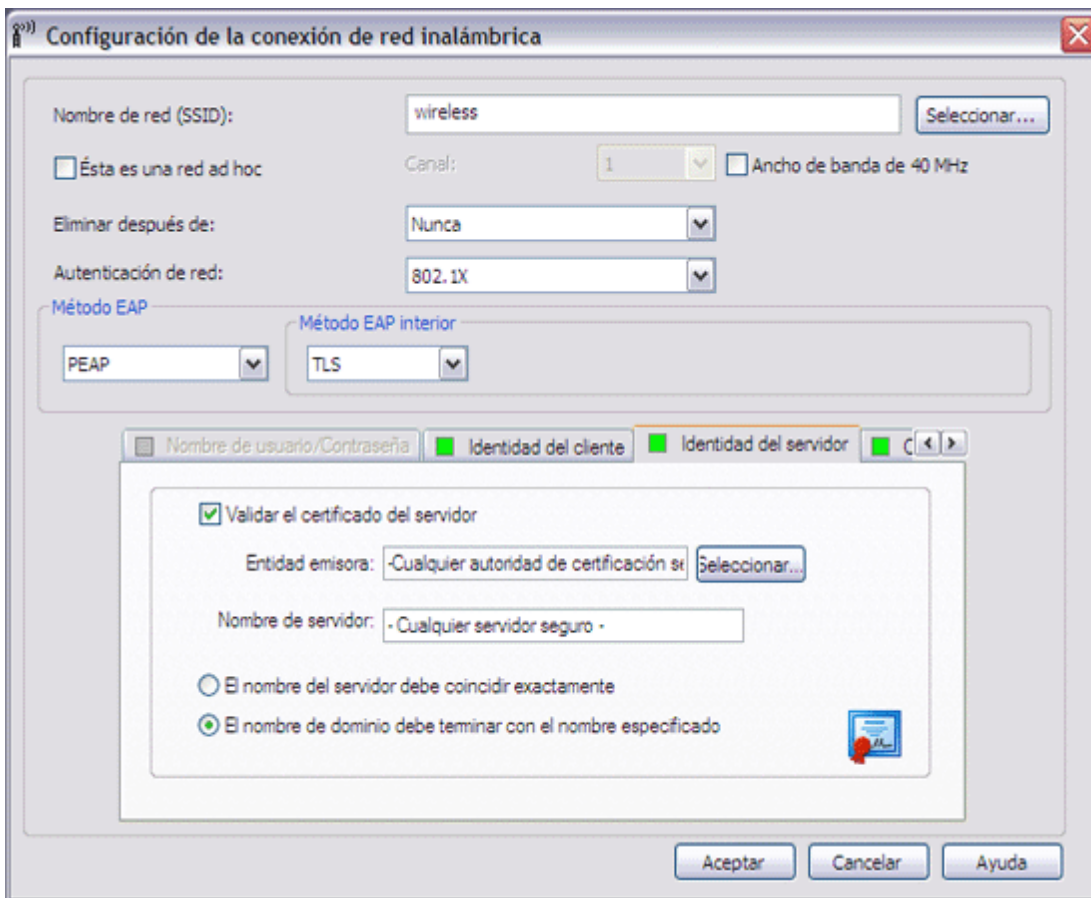 Configuración de la conexión de red inalámbrica
Nombre de red (SSID): wireless Seleccionar...
Ésta es una red ad hoc Canal: 1 Ancho de banda de 40 MHz
Eliminar después de: Nunca
Autenticación de red: 802.1X
Método EAP
Método EAP interior
PEAP TLS
Nombre de usuario/Contraseña Identidad del cliente Identidad del servidor
Validar el certificado del servidor
Entidad emisora: -Cualquier autoridad de certificación se Seleccionar...
Nombre de servidor: - Cualquier servidor seguro -
El nombre del servidor debe coincidir exactamente
El nombre de dominio debe terminar con el nombre especificado
Aceptar Cancelar Ayuda